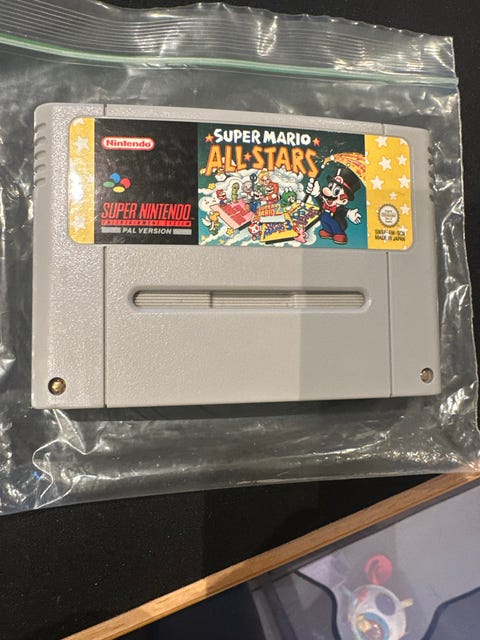 Nintendo
SUPER MARIO
ALL★STARS
SUPER NINTENDO
ENTERTAINMENT SYSTEM
PAL VERSION
MADE IN JAPAN